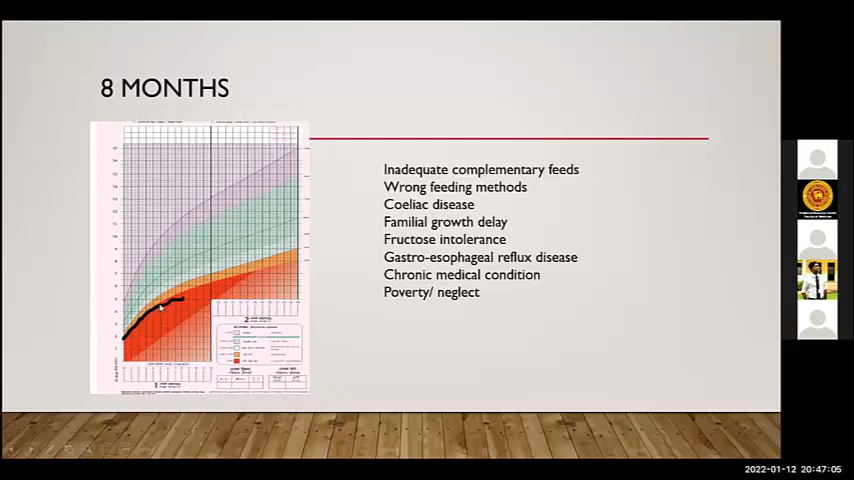 8 MONTHS
Inadequate complementary feeds
Wrong feeding methods
Coeliac disease
Familial growth delay
Fructose intolerance
Gastro-esophageal reflux disease
Chronic medical condition
Poverty/ neglect
2022-01-12 20:47:05